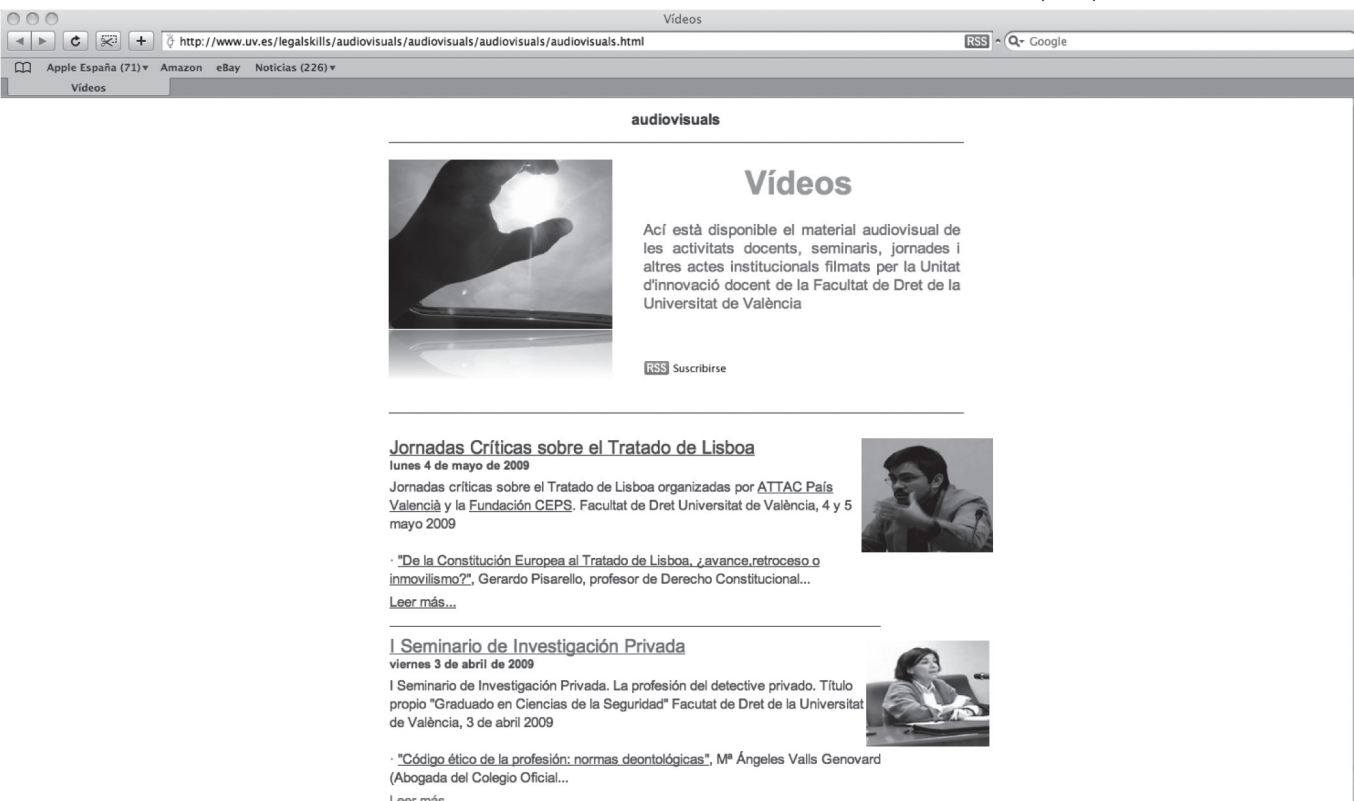 Vídeos
http://www.uv.es/legalskills/audiovisuals/audiovisuals/audiovisuals/audiovisuals.html
RSS
Google
Apple España (71) Amazon eBay Noticias (226)
Vídeos
audiovisuals
Vídeos
Ací està disponible el material audiovisual de
les activitats docents, seminaris, jornades i
altres actes institucionals filmats per la Unitat
d'innovació docent de la Facultat de Dret de la
Universitat de València
RSS Suscribirse
Jornadas Críticas sobre el Tratado de Lisboa
lunes 4 de mayo de 2009
Jornadas críticas sobre el Tratado de Lisboa organizadas por ATTAC País
Valencià y la Fundación CEPS. Facultat de Dret Universitat de València, 4 y 5
mayo 2009
· "De la Constitución Europea al Tratado de Lisboa, ¿avance,retroceso o
inmovilismo?", Gerardo Pisarello, profesor de Derecho Constitucional...
Leer más...
I Seminario de Investigación Privada
viernes 3 de abril de 2009
I Seminario de Investigación Privada. La profesión del detective privado. Título
propio "Graduado en Ciencias de la Seguridad" Facutat de Dret de la Universitat
de València, 3 de abril 2009
· "Código ético de la profesión: normas deontológicas", Mª Ángeles Valls Genovard
(Abogada del Colegio Oficial...
Leer más